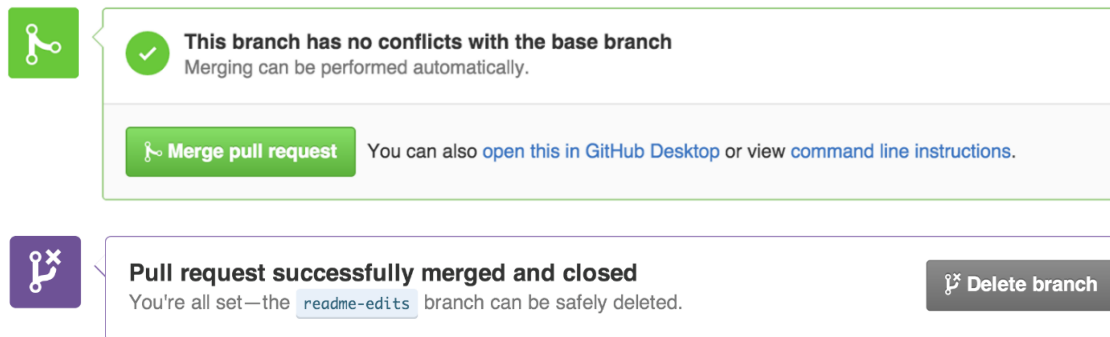 This branch has no conflicts with the base branch
Merging can be performed automatically.
Merge pull request You can also open this in GitHub Desktop or view command line instructions.
Pull request successfully merged and closed
You're all set—the readme-edits branch can be safely deleted.
Delete branch